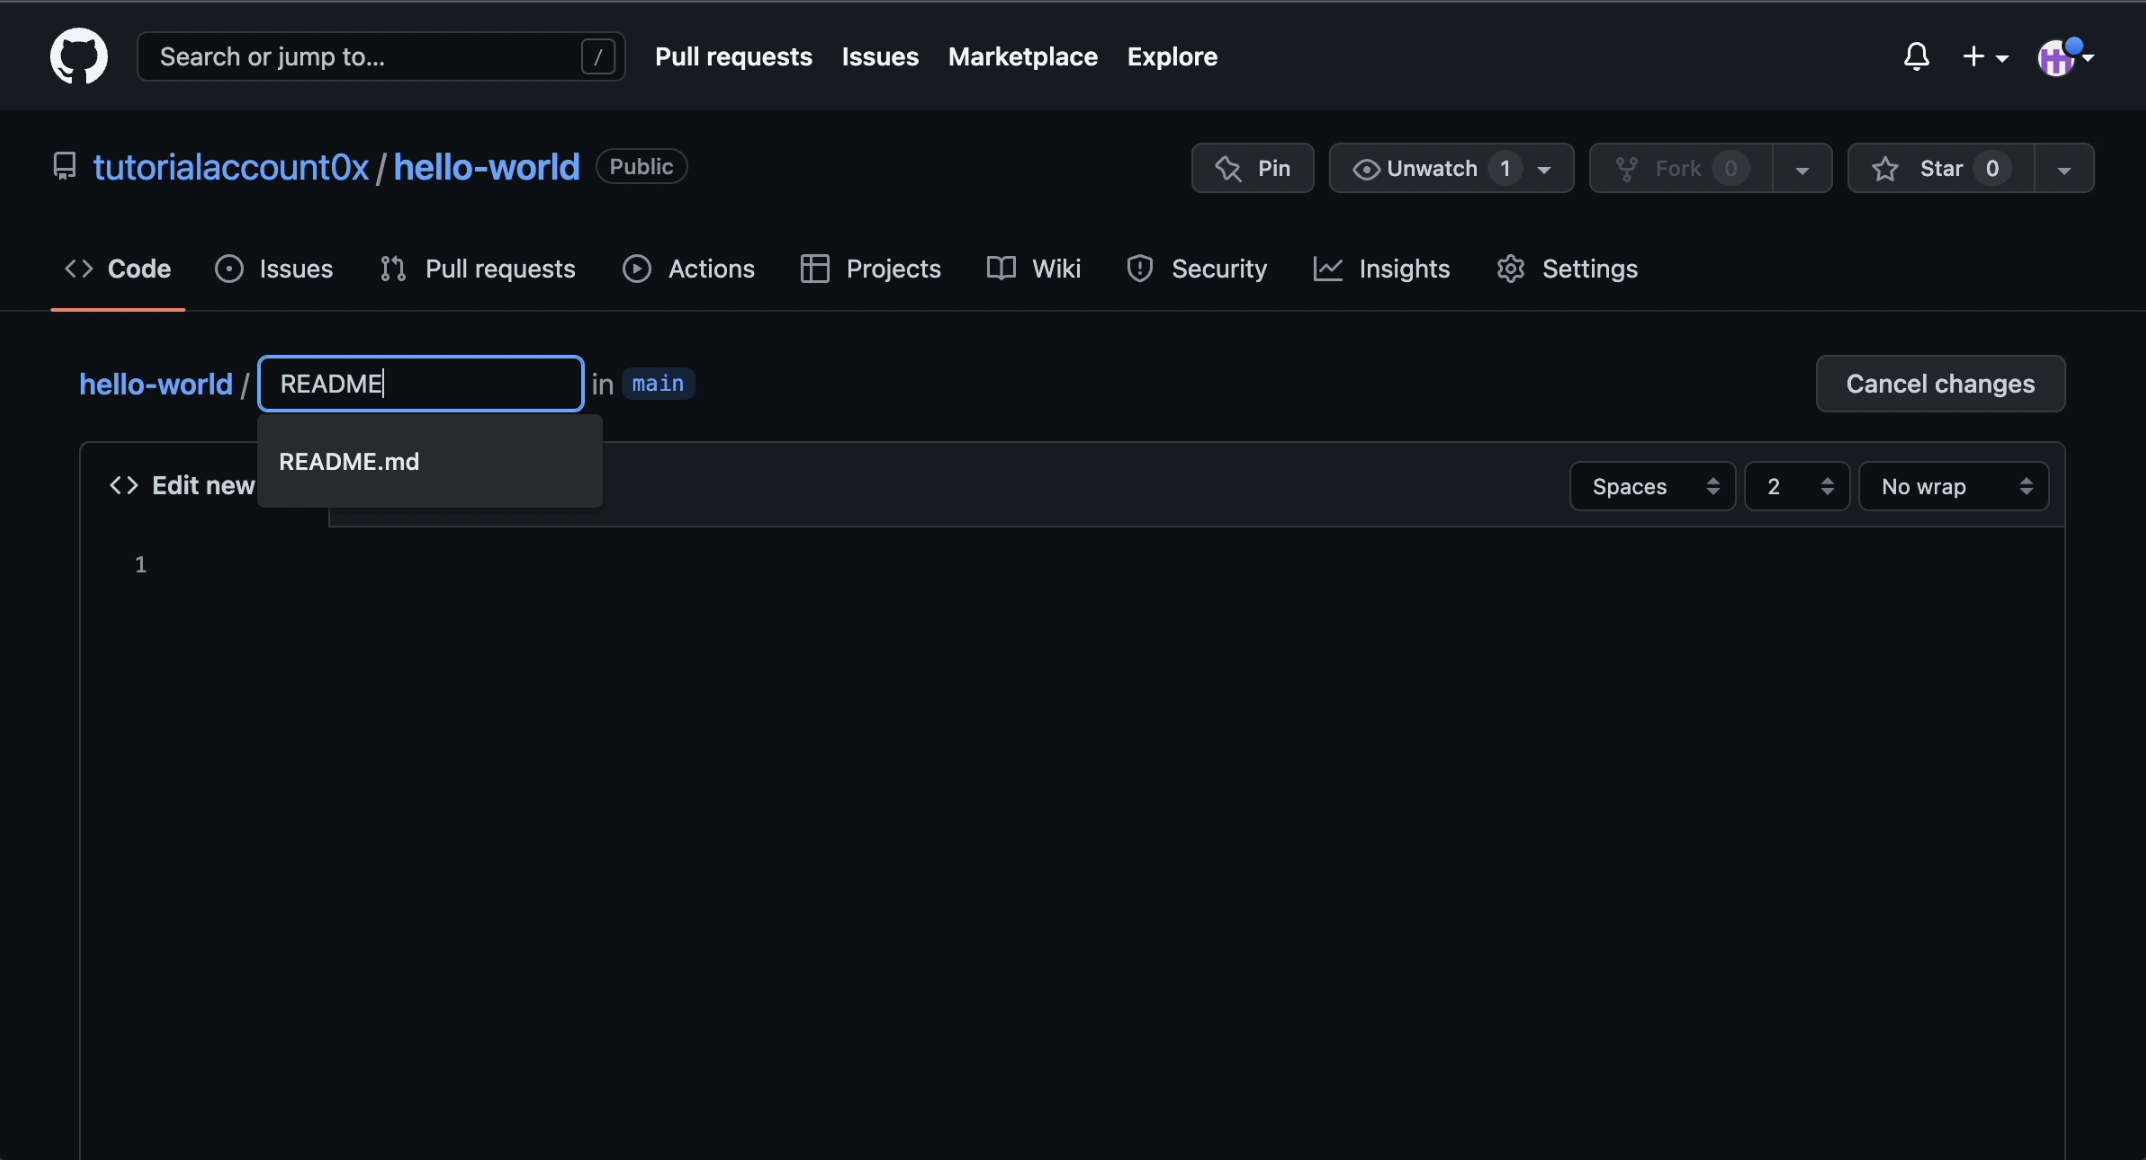 Search or jump to... / Pull requests Issues Marketplace Explore
tutorialaccount0x / hello-world Public Pin Unwatch 1 Fork 0 Star 0
Code Issues Pull requests Actions Projects Wiki Security Insights Settings
hello-world / README in main Cancel changes
README.md
<> Edit new Spaces 2 No wrap
1